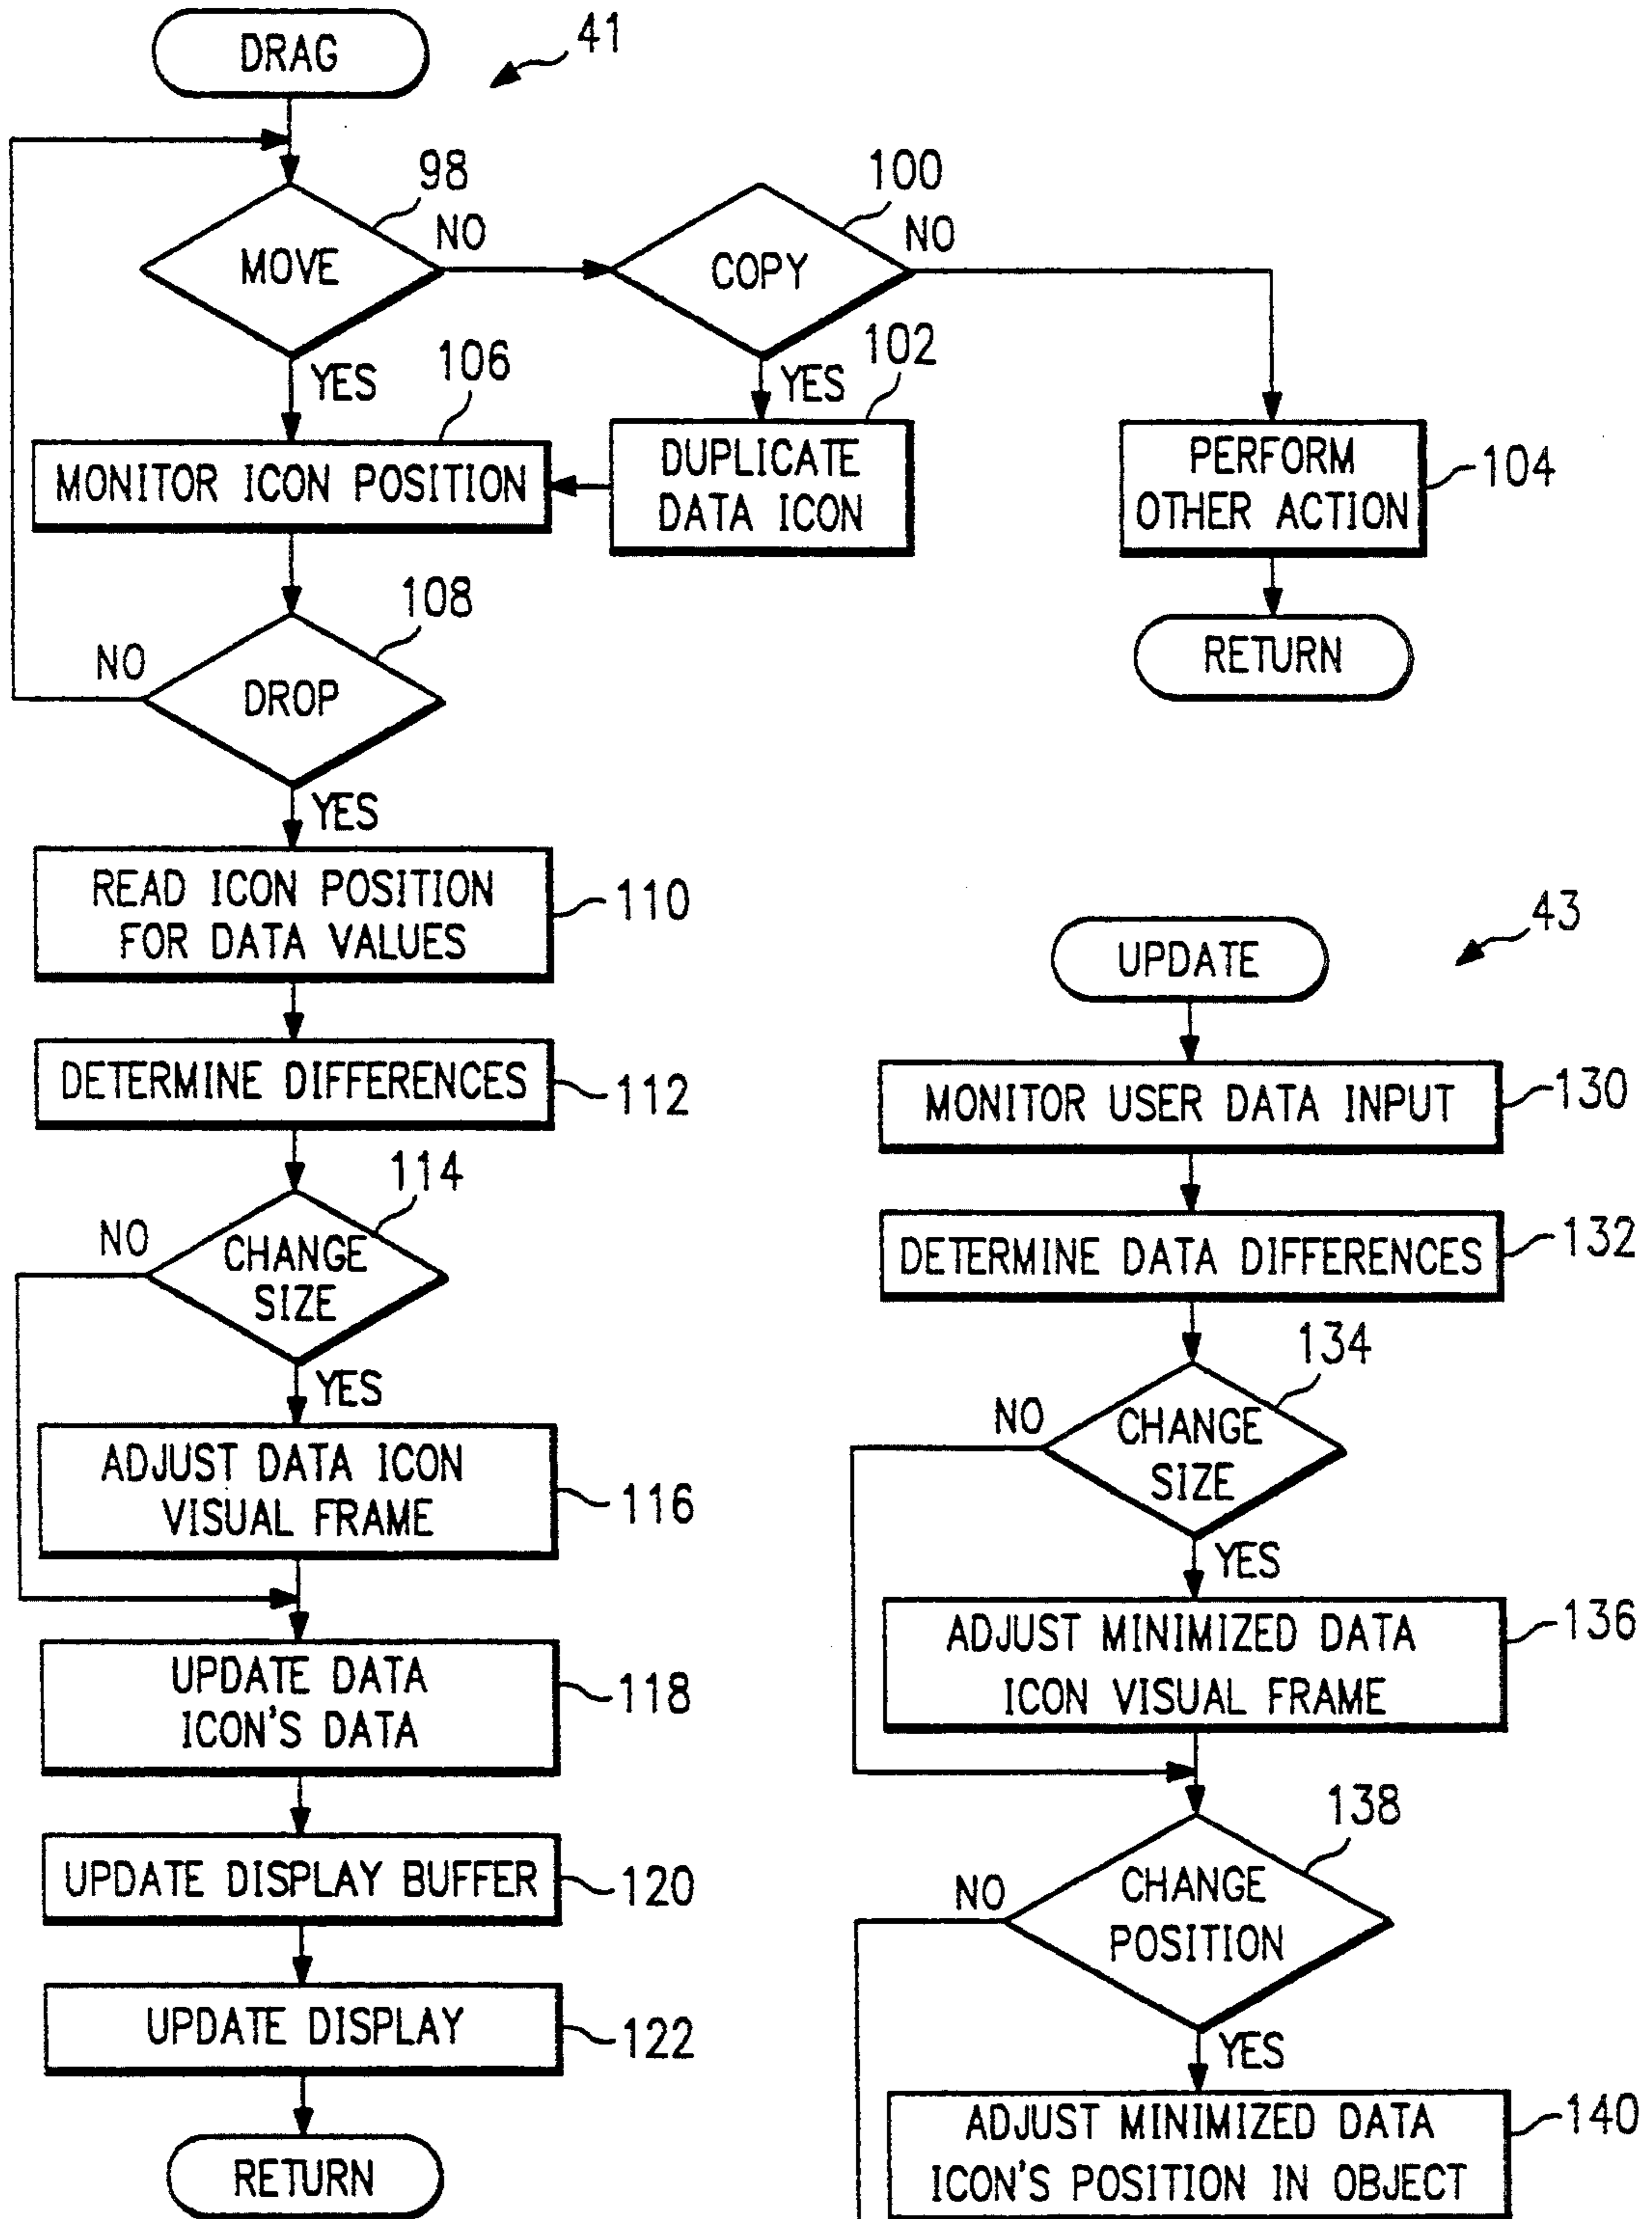 DRAG
41
98
MOVE
NO
100
COPY
NO
YES
106
MONITOR ICON POSITION
YES
102
DUPLICATE
DATA ICON
PERFORM
OTHER ACTION
104
RETURN
108
DROP
NO
YES
READ ICON POSITION
FOR DATA VALUES
110
DETERMINE DIFFERENCES
112
114
NO
CHANGE
SIZE
YES
ADJUST DATA ICON
VISUAL FRAME
116
UPDATE DATA
ICON'S DATA
118
UPDATE DISPLAY BUFFER
120
UPDATE DISPLAY
122
RETURN
UPDATE
43
MONITOR USER DATA INPUT
130
DETERMINE DATA DIFFERENCES
132
134
NO
CHANGE
SIZE
YES
ADJUST MINIMIZED DATA
ICON VISUAL FRAME
136
138
NO
CHANGE
POSITION
YES
ADJUST MINIMIZED DATA
ICON'S POSITION IN OBJECT
140